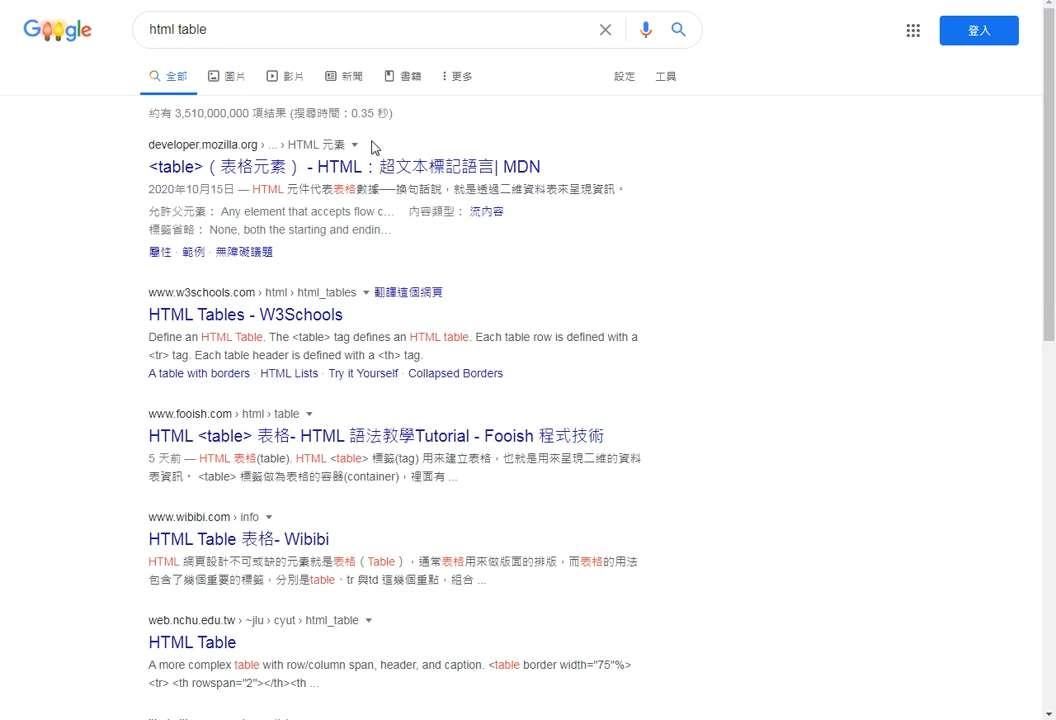 Google
html table
登入
全部 圖片 影片 新聞 書籍 更多 設定 工具
約有 3,510,000,000 項結果 (搜尋時間：0.35 秒)
developer.mozilla.org › ... › HTML 元素
<table>（表格元素） - HTML：超文本標記語言| MDN
2020年10月15日 — HTML 元件代表表格數據──換句話說，就是透過二維資料表來呈現資訊。
允許父元素： Any element that accepts flow c... 內容類型： 流內容
標籤省略： None, both the starting and endin...
屬性 · 範例 · 無障礙議題
www.w3schools.com › html › html_tables 翻譯這個網頁
HTML Tables - W3Schools
Define an HTML Table. The <table> tag defines an HTML table. Each table row is defined with a
<tr> tag. Each table header is defined with a <th> tag.
A table with borders · HTML Lists · Try it Yourself · Collapsed Borders
www.fooish.com › html › table
HTML <table> 表格- HTML 語法教學Tutorial - Fooish 程式技術
5 天前 — HTML 表格(table). HTML <table> 標籤(tag) 用來建立表格，也就是用來呈現二維的資料
表資訊。 <table> 標籤做為表格的容器(container)，裡面有 ...
www.wibibi.com › info
HTML Table 表格- Wibibi
HTML 網頁設計不可或缺的元素就是表格（Table），通常表格用來做版面的排版，而表格的用法
包含了幾個重要的標籤，分別是table、tr 與td 這幾個重點，組合 ...
web.nchu.edu.tw › ~jlu › cyut › html_table
HTML Table
A more complex table with row/column span, header, and caption. <table border width="75"%>
<tr> <th rowspan="2"></th><th ...